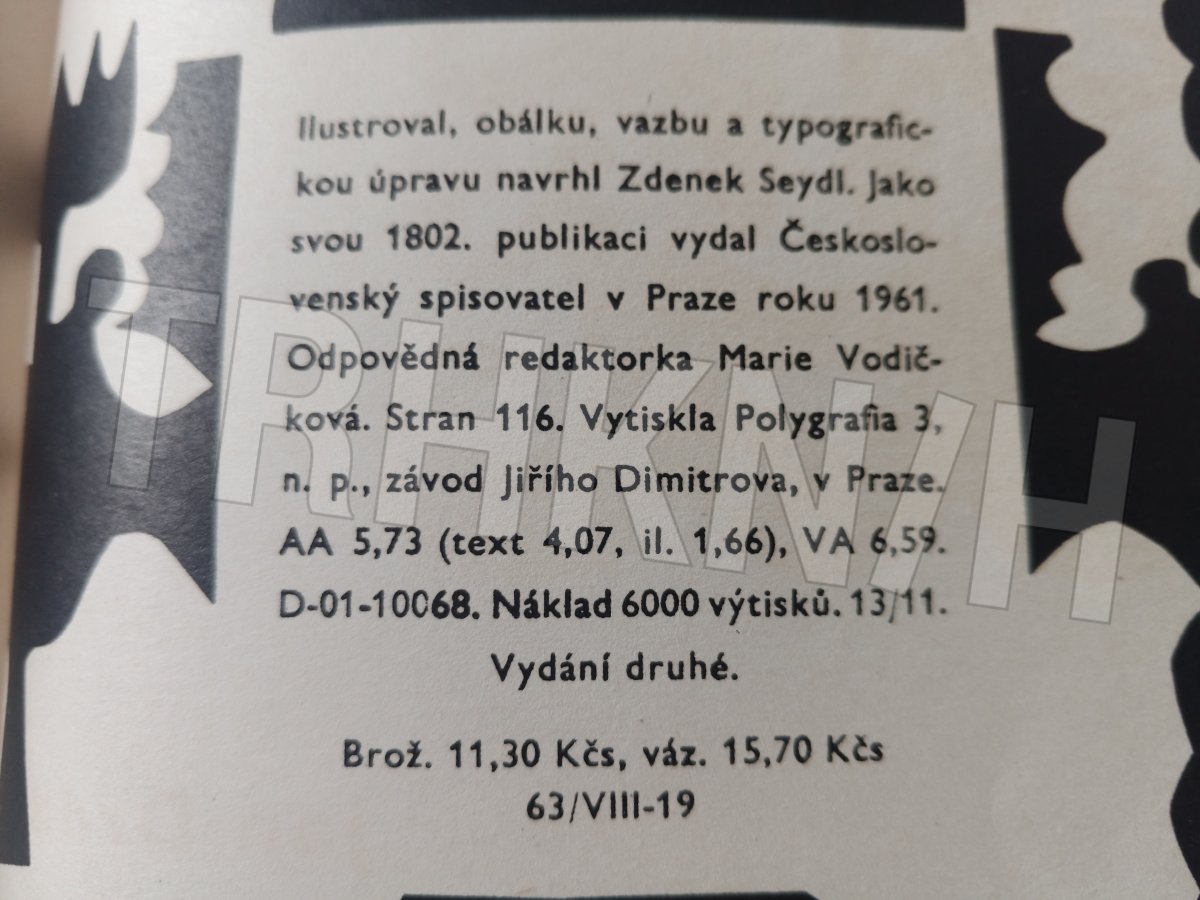 Ilustroval, obálku, vazbu a typografic-
kou úpravu navrhl Zdenek Seydl. Jako
svou 1802. publikaci vydal Českoslo-
venský spisovatel v Praze roku 1961.
Odpovědná redaktorka Marie Vodič-
ková. Stran 116. Vytiskla Polygrafia 3,
n. p., závod Jiřího Dimitrova, v Praze.
AA 5,73 (text 4,07, il. 1,66), VA 6,59.
D-01-10068. Náklad 6000 výtisků. 13/11.
Vydání druhé.
Brož. 11,30 Kčs, váz. 15,70 Kčs
63/VIII-19
TRHKNIH